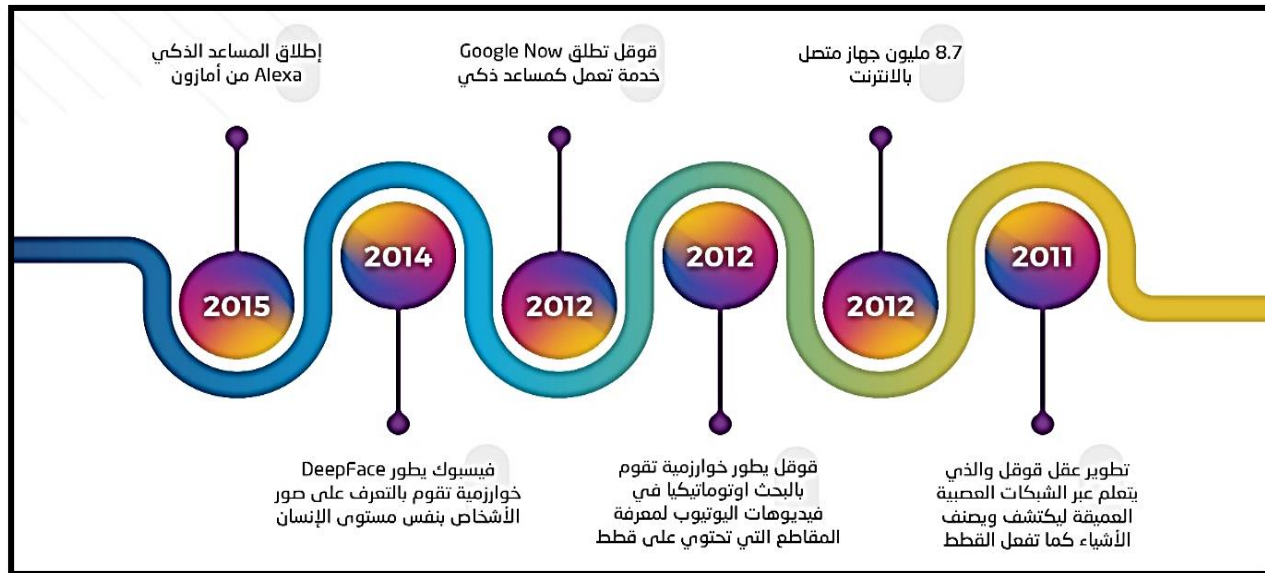 8.7 مليون جهاز متصل
بالانترنت
قوقل تطلق Google Now
خدمة تعمل كمساعد ذكي
إطلاق المساعد الذكي
Alexa من أمازون
2011
2012
2012
2012
2014
2015
تطوير عقل قوقل والذي
يتعلم عبر الشبكات العصبية
العميقة ليكتشف ويصنف
الأشياء كما تفعل القطط
قوقل يطور خوارزمية تقوم
بالبحث اوتوماتيكيا في
فيديوهات اليوتيوب لمعرفة
المقاطع التي تحتوي على قطط
فيسبوك يطور DeepFace
خوارزمية تقوم بالتعرف على صور
الأشخاص بنفس مستوى الإنسان